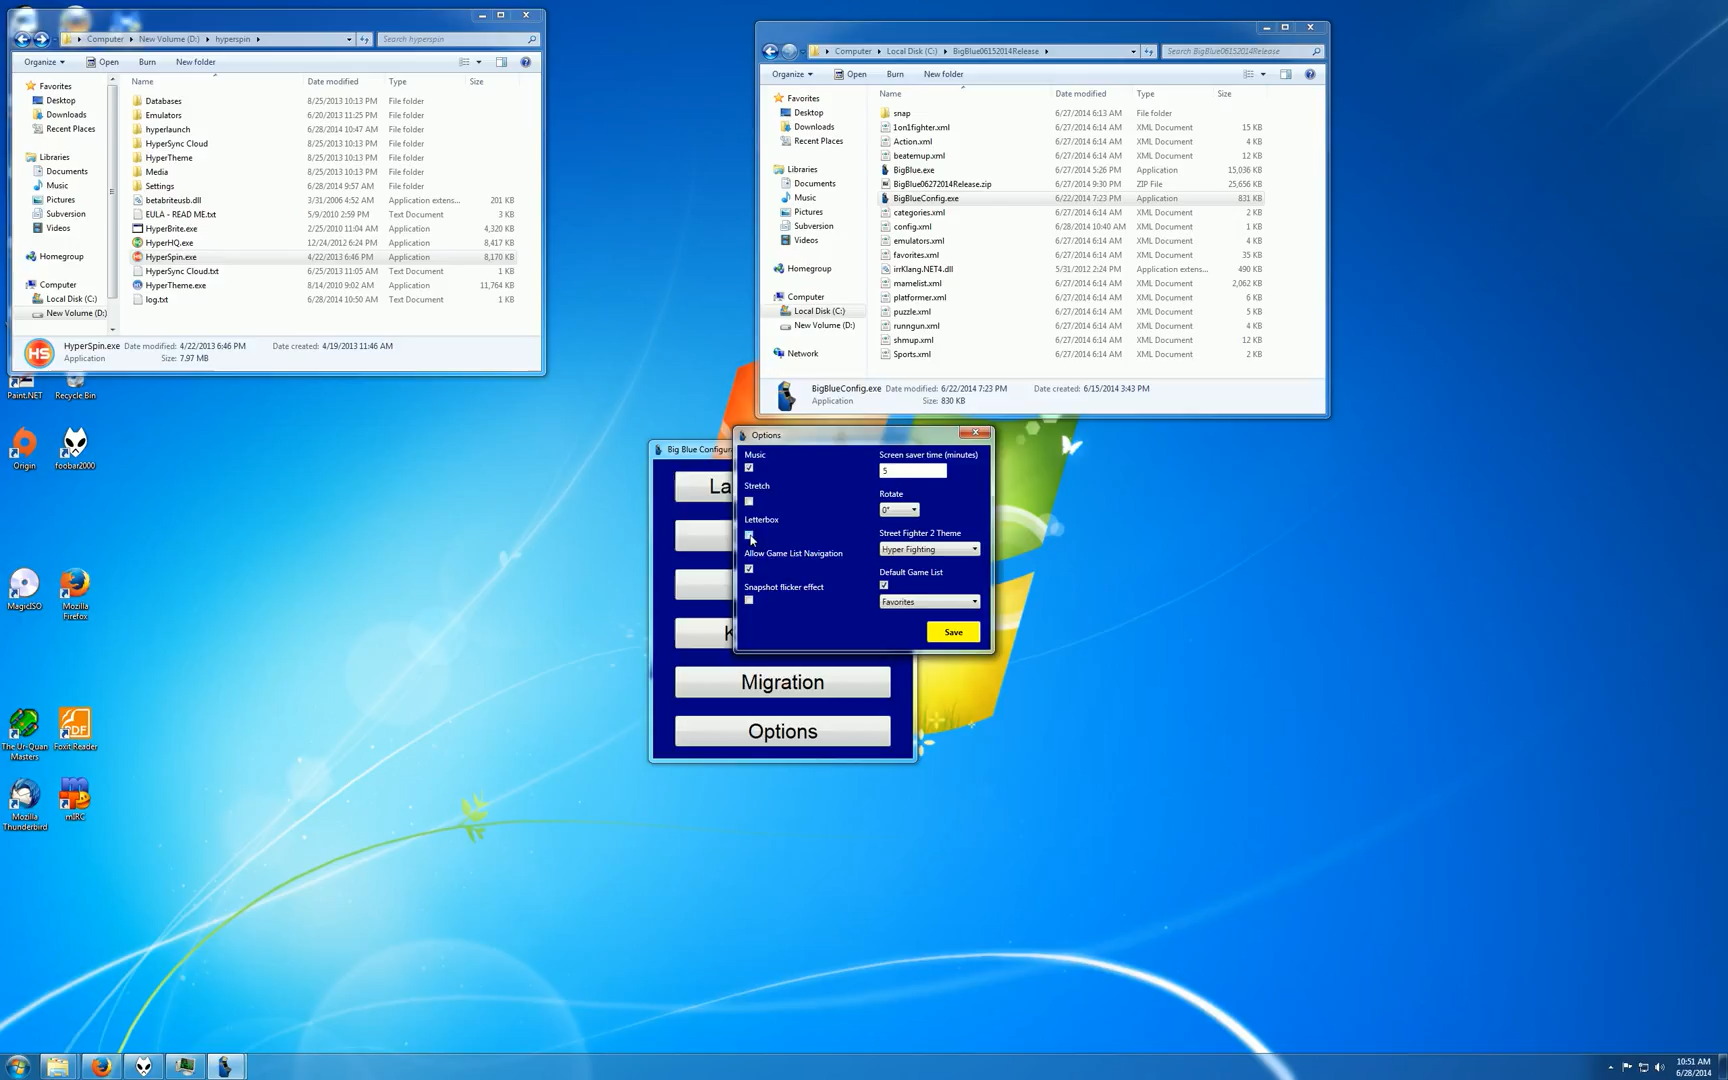 Computer ▸ New Volume (D:) ▸ hyperspin ▸
Search hyperspin
Organize ▾ Open Burn New folder
Name Date modified Type Size
Favorites
Desktop
Downloads
Recent Places
Libraries
Documents
Music
Pictures
Subversion
Videos
Homegroup
Computer
Local Disk (C:)
New Volume (D:)
Databases 8/25/2013 10:13 PM File folder
Emulators 6/20/2013 11:25 PM File folder
hyperlaunch 6/28/2014 10:47 AM File folder
HyperSync Cloud 8/25/2013 10:13 PM File folder
HyperTheme 8/25/2013 10:13 PM File folder
Media 8/25/2013 10:13 PM File folder
Settings 6/28/2014 9:57 AM File folder
betabriteusb.dll 3/31/2006 4:52 AM Application extens... 201 KB
EULA - READ ME.txt 5/9/2010 2:59 PM Text Document 3 KB
HyperBrite.exe 2/25/2010 11:04 AM Application 4,320 KB
HyperHQ.exe 12/24/2012 6:24 PM Application 8,417 KB
HyperSpin.exe 4/22/2013 6:46 PM Application 8,170 KB
HyperSync Cloud.txt 6/25/2013 11:05 AM Text Document 1 KB
HyperTheme.exe 8/14/2010 9:02 AM Application 11,764 KB
log.txt 6/28/2014 10:50 AM Text Document 1 KB
HS
HyperSpin.exe Date modified: 4/22/2013 6:46 PM Date created: 4/19/2013 11:46 AM
Application Size: 7.97 MB
Computer ▸ Local Disk (C:) ▸ BigBlue06152014Release ▸
Search BigBlue06152014Release
Organize ▾ Open Burn New folder
Name Date modified Type Size
Favorites
Desktop
Downloads
Recent Places
Libraries
Documents
Music
Pictures
Subversion
Videos
Homegroup
Computer
Local Disk (C:)
New Volume (D:)
Network
snap 6/27/2014 6:13 AM File folder
1on1fighter.xml 6/27/2014 6:14 AM XML Document 15 KB
Action.xml 6/27/2014 6:14 AM XML Document 4 KB
beatemup.xml 6/27/2014 6:14 AM XML Document 12 KB
BigBlue.exe 6/27/2014 5:26 PM Application 15,036 KB
BigBlue06272014Release.zip 6/27/2014 9:30 PM ZIP File 25,656 KB
BigBlueConfig.exe 6/22/2014 7:23 PM Application 831 KB
categories.xml 6/27/2014 6:14 AM XML Document 2 KB
config.xml 6/28/2014 10:40 AM XML Document 1 KB
emulators.xml 6/27/2014 6:14 AM XML Document 4 KB
favorites.xml 6/27/2014 6:14 AM XML Document 35 KB
irrKlang.NET4.dll 5/31/2012 2:24 PM Application extens... 490 KB
mamelist.xml 6/27/2014 6:14 AM XML Document 2,062 KB
platformer.xml 6/27/2014 6:14 AM XML Document 6 KB
puzzle.xml 6/27/2014 6:14 AM XML Document 4 KB
runngun.xml 6/27/2014 6:14 AM XML Document 4 KB
shmup.xml 6/27/2014 6:14 AM XML Document 12 KB
Sports.xml 6/27/2014 6:14 AM XML Document 2 KB
BigBlueConfig.exe Date modified: 6/22/2014 7:23 PM Date created: 6/15/2014 3:43 PM
Application Size: 830 KB
Paint.NET
Recycle Bin
Origin
foobar2000
MagicISO
Mozilla Firefox
The Ur-Quan Masters
PDF
Foxit Reader
Mozilla Thunderbird
mIRC
Big Blue Configura
La
K
Migration
Options
Options
Music
Stretch
Letterbox
Allow Game List Navigation
Snapshot flicker effect
Screen saver time (minutes)
5
Rotate
0°
Street Fighter 2 Theme
Hyper Fighting
Default Game List
Favorites
Save
10:51 AM
6/28/2014